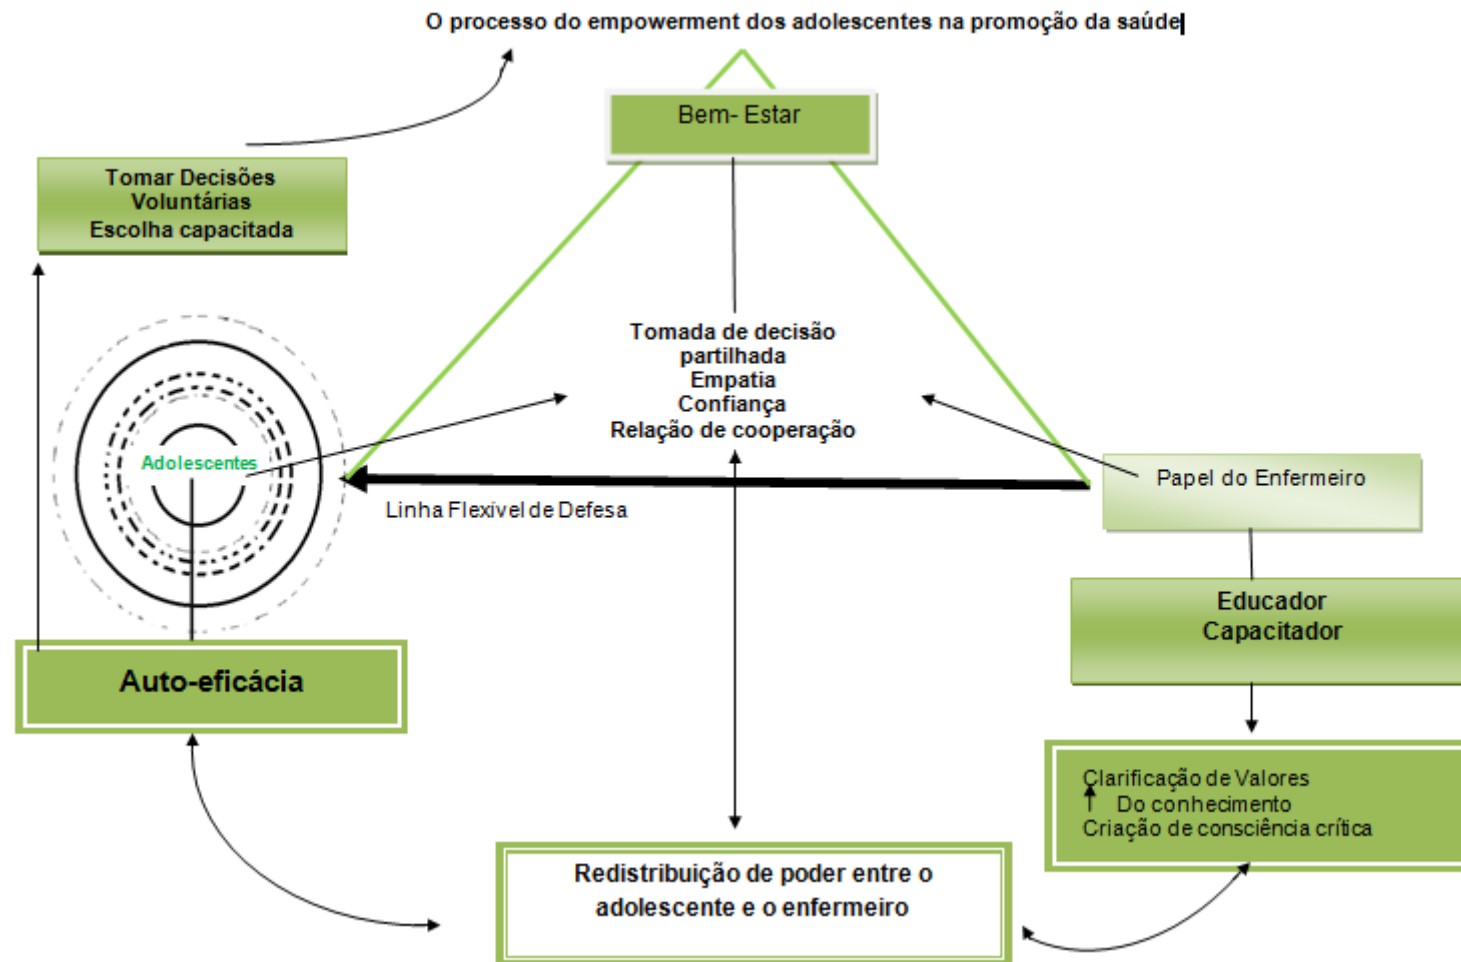 O processo do empowerment dos adolescentes na promoção da saúde
Bem- Estar
Tomar Decisões
Voluntárias
Escolha capacitada
Tomada de decisão
partilhada
Empatia
Confiança
Relação de cooperação
Adolescentes
Papel do Enfermeiro
Linha Flexível de Defesa
Educador
Capacitador
Auto-eficácia
Clarificação de Valores
↑ Do conhecimento
Criação de consciência crítica
Redistribuição de poder entre o
adolescente e o enfermeiro